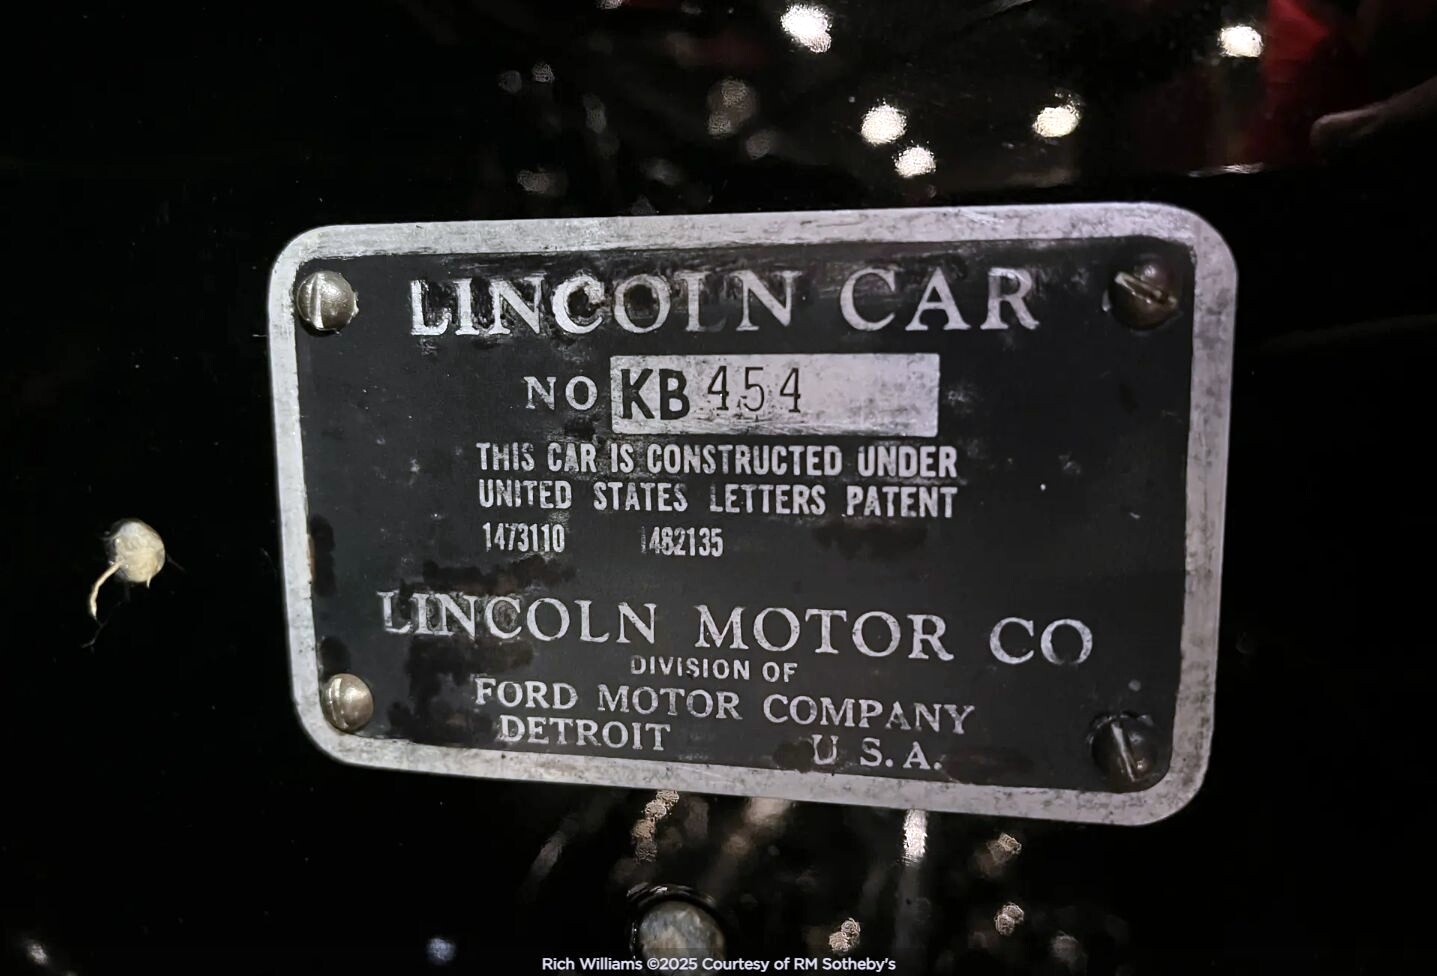 LINCOLN CAR
NO KB 454
THIS CAR IS CONSTRUCTED UNDER
UNITED STATES LETTERS PATENT
1473110 1482135
LINCOLN MOTOR CO
DIVISION OF
FORD MOTOR COMPANY
DETROIT U.S.A.
Rich Williams ©2025 Courtesy of RM Sotheby's